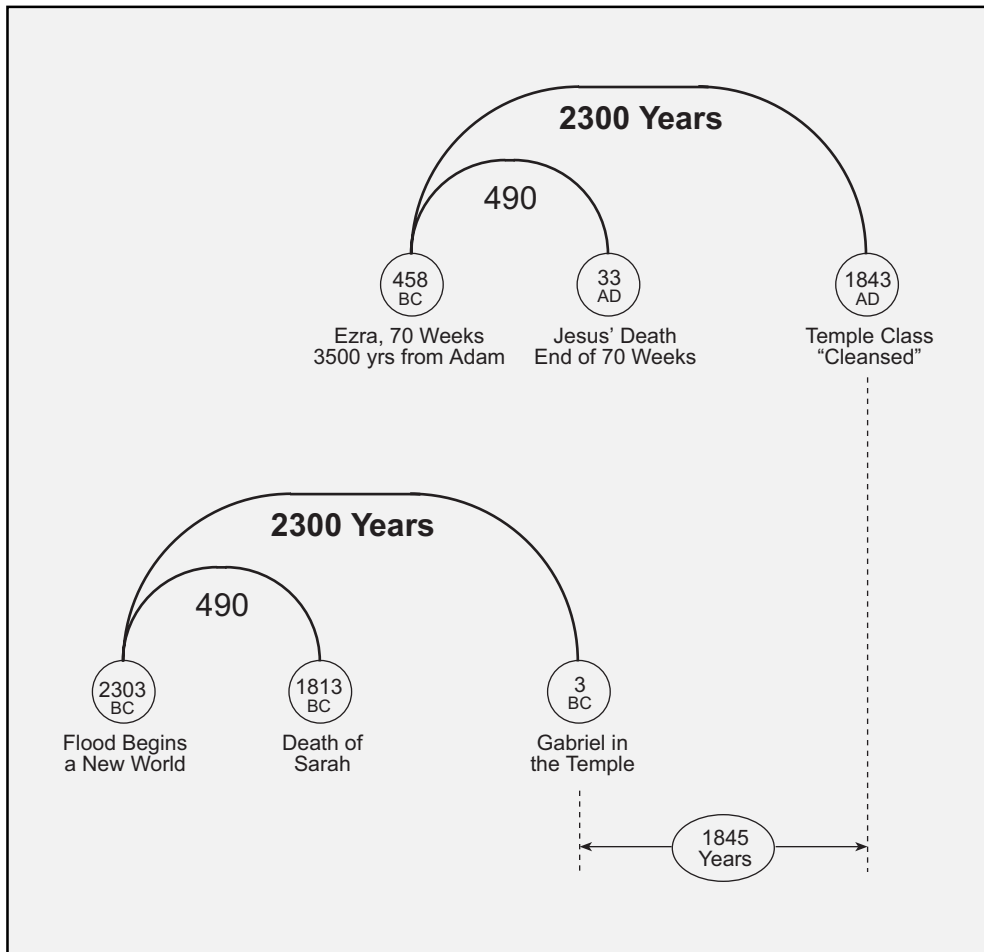 2300 Years
490
458
BC
Ezra, 70 Weeks
3500 yrs from Adam
33
AD
Jesus’ Death
End of 70 Weeks
1843
AD
Temple Class
“Cleansed”
2300 Years
490
2303
BC
Flood Begins
a New World
1813
BC
Death of
Sarah
3
BC
Gabriel in
the Temple
1845
Years